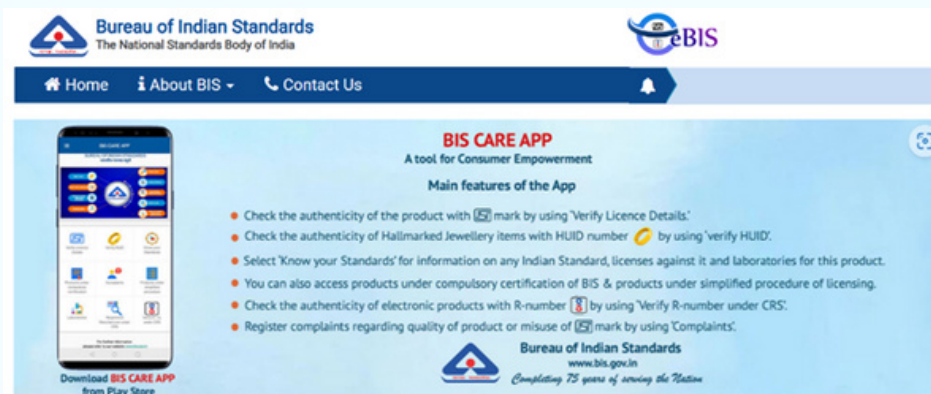 Bureau of Indian Standards
The National Standards Body of India
eBIS
Home About BIS Contact Us
BIS CARE APP
A tool for Consumer Empowerment
Main features of the App
Check the authenticity of the product with ISI mark by using 'Verify Licence Details.'
Check the authenticity of Hallmarked Jewellery items with HUID number by using 'verify HUID'.
Select 'Know your Standards' for information on any Indian Standard, licenses against it and laboratories for this product.
You can also access products under compulsory certification of BIS & products under simplified procedure of licensing.
Check the authenticity of electronic products with R-number by using 'Verify R-number under CRS'.
Register complaints regarding quality of product or misuse of ISI mark by using 'Complaints'.
Bureau of Indian Standards
www.bis.gov.in
Completing 75 years of serving the Nation
BIS CARE APP
Download BIS CARE APP
from Play Store